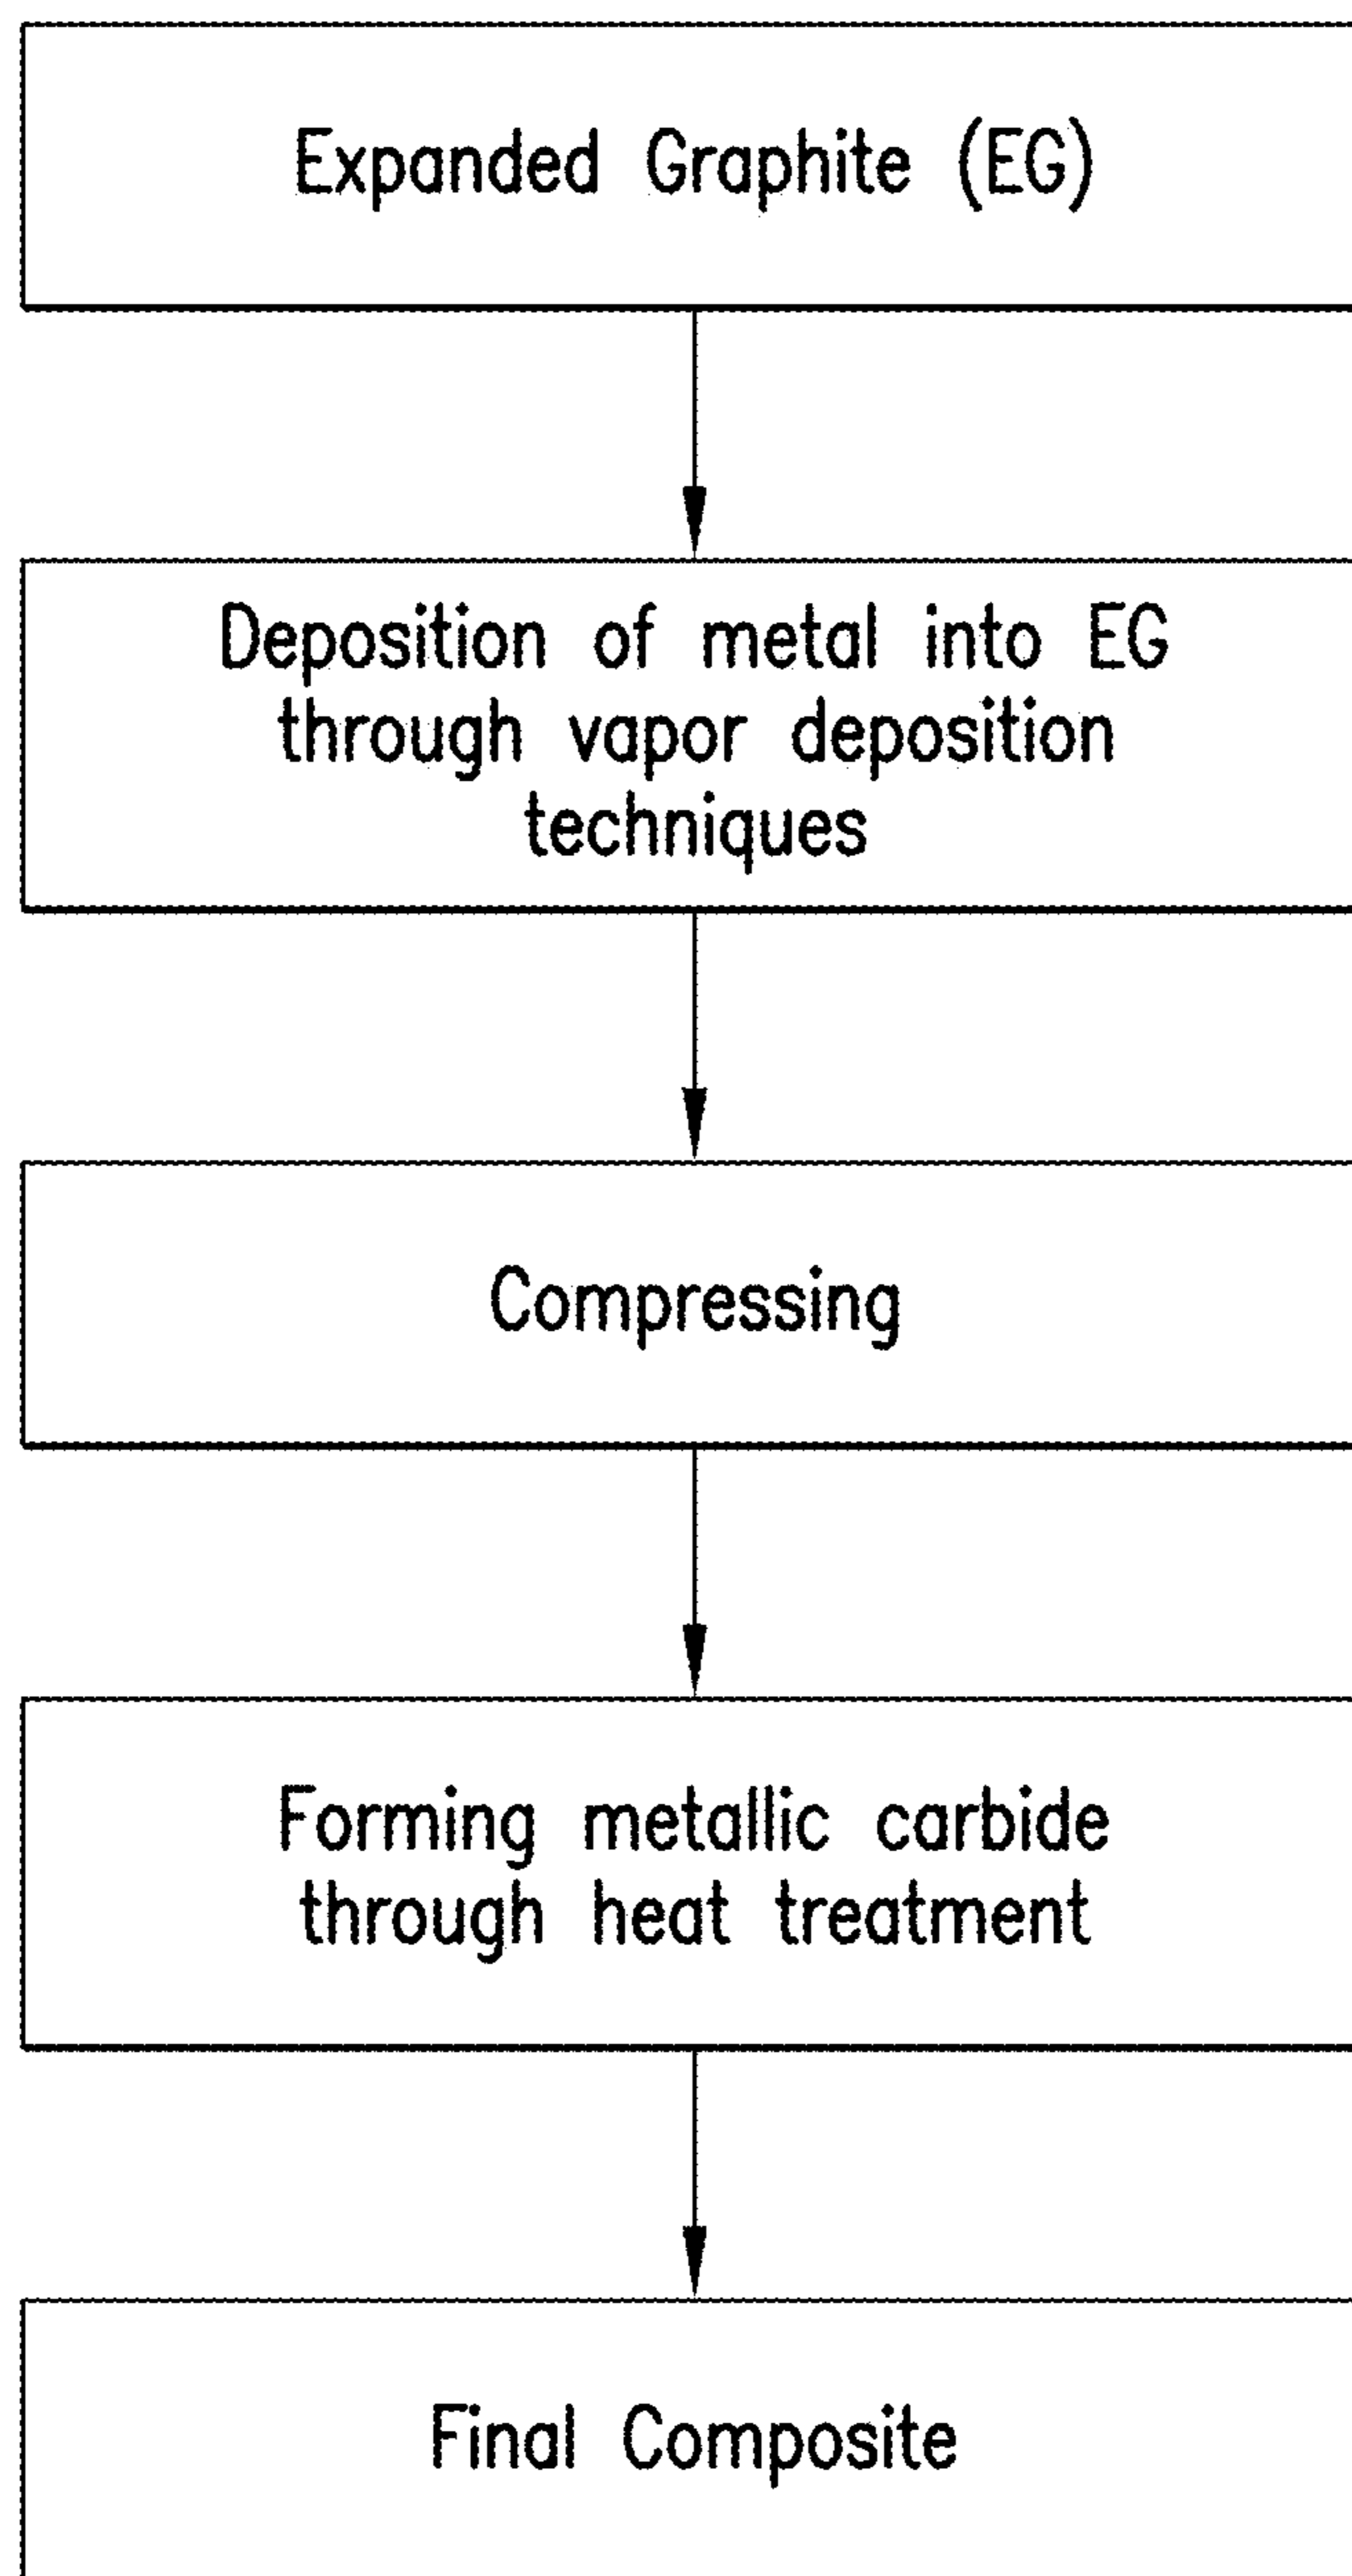 Expanded Graphite (EG)
Deposition of metal into EG
through vapor deposition
techniques
Compressing
Forming metallic carbide
through heat treatment
Final Composite